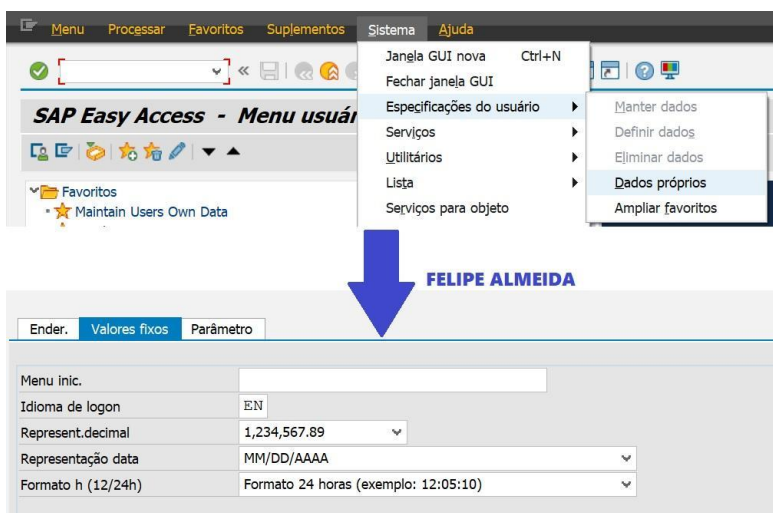 Menu Processar Favoritos Suplementos Sistema Ajuda
Janela GUI nova Ctrl+N
Fechar janela GUI
Especificações do usuário
Manter dados
SAP Easy Access - Menu usuár
Serviços
Definir dados
Utilitários
Eliminar dados
Favoritos
Lista
Dados próprios
Maintain Users Own Data
Serviços para objeto
Ampliar favoritos
FELIPE ALMEIDA
Ender. Valores fixos Parâmetro
Menu inic.
Idioma de logon EN
Represent.decimal 1,234,567.89
Representação data MM/DD/AAAA
Formato h (12/24h) Formato 24 horas (exemplo: 12:05:10)